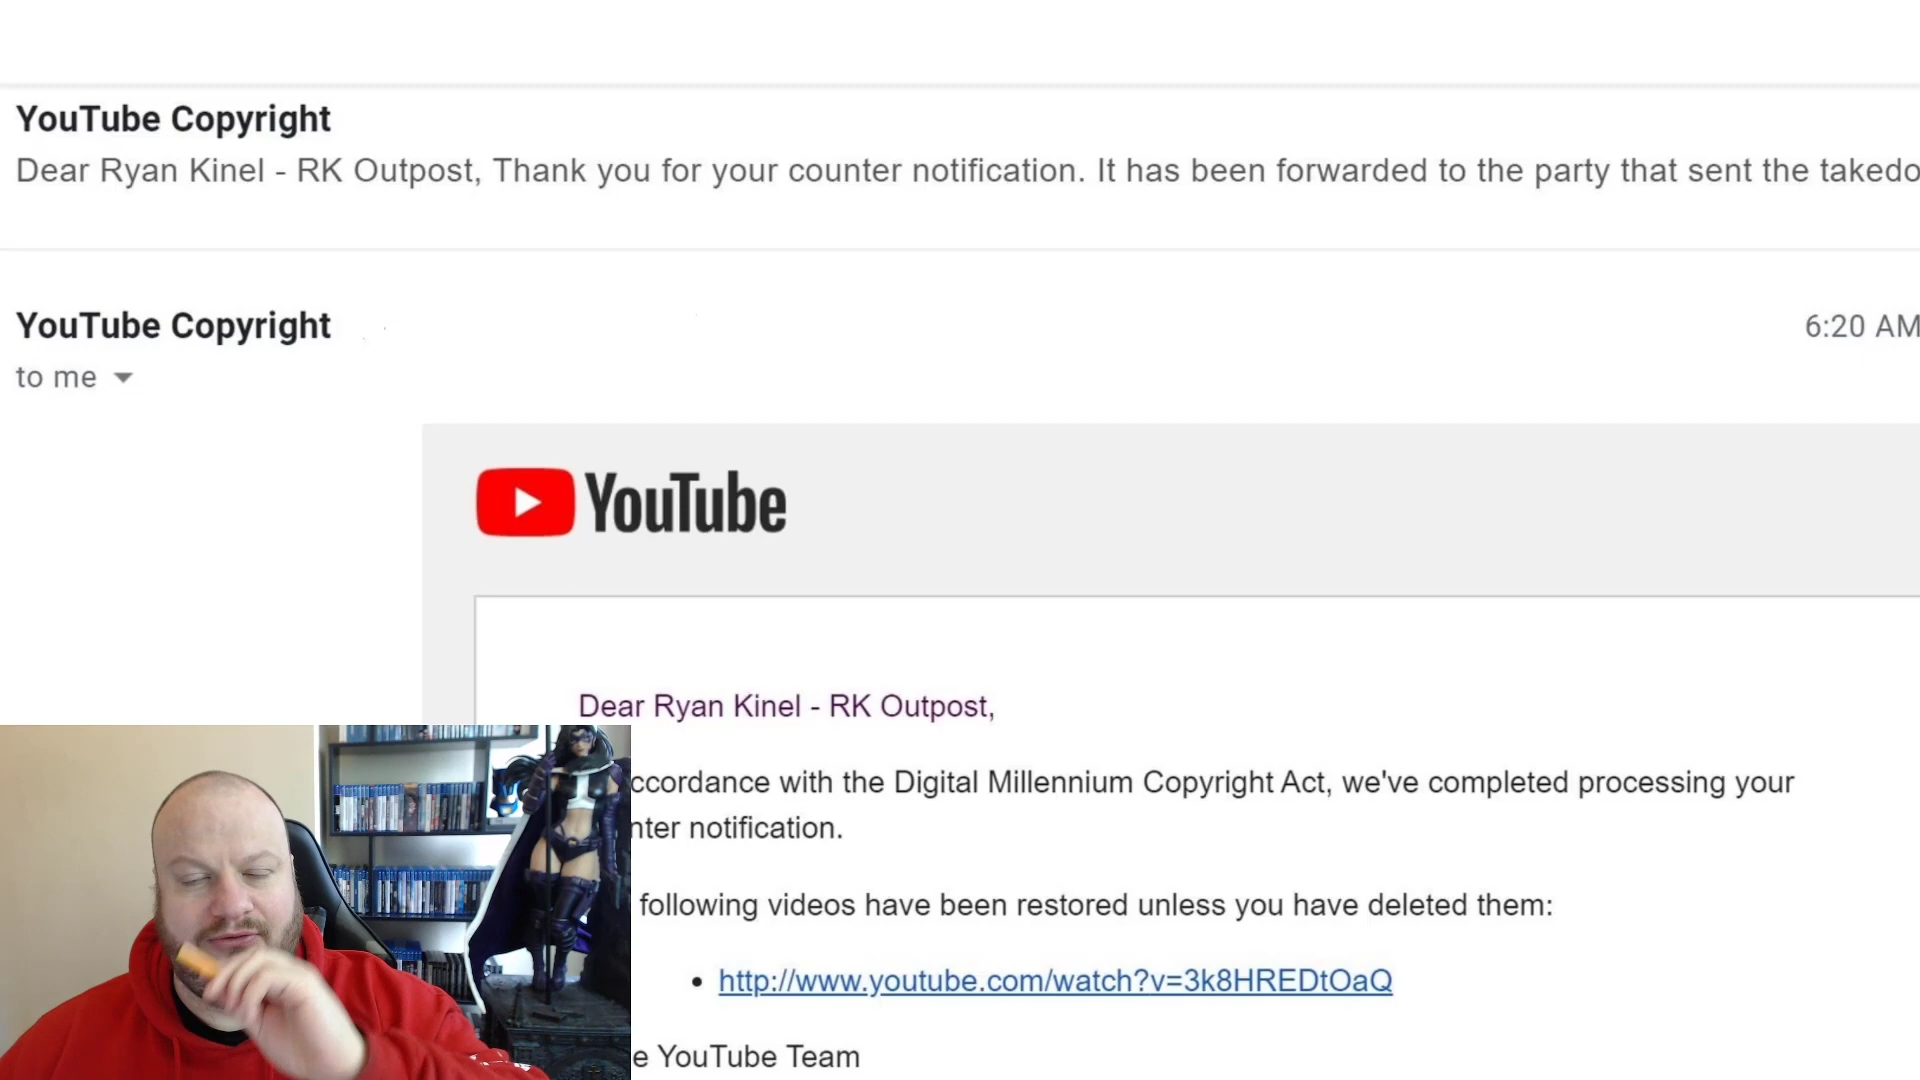 YouTube Copyright
Dear Ryan Kinel - RK Outpost, Thank you for your counter notification. It has been forwarded to the party that sent the takedo
YouTube Copyright
6:20 AM
to me
YouTube
Dear Ryan Kinel - RK Outpost,
ccordance with the Digital Millennium Copyright Act, we've completed processing your
nter notification.
following videos have been restored unless you have deleted them:
• http://www.youtube.com/watch?v=3k8HREDtOaQ
e YouTube Team